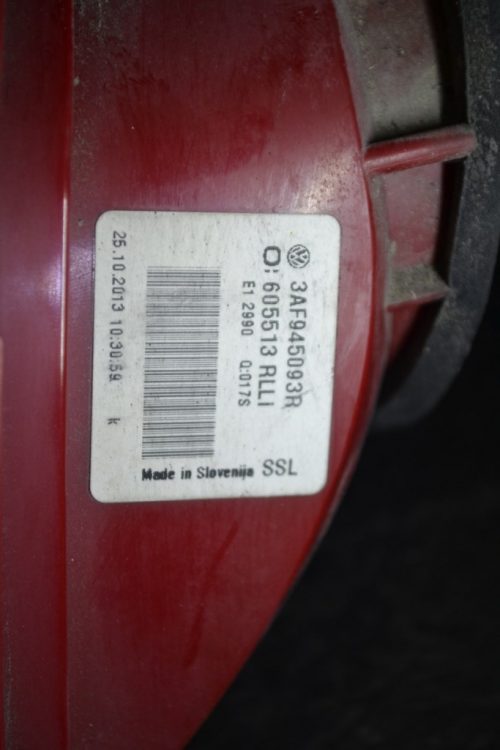 3AF945093R
O: 605513 RLLi
E1 2990 Q:017S
25.10.2013 10:30:59 k
Made in Slovenija SSL